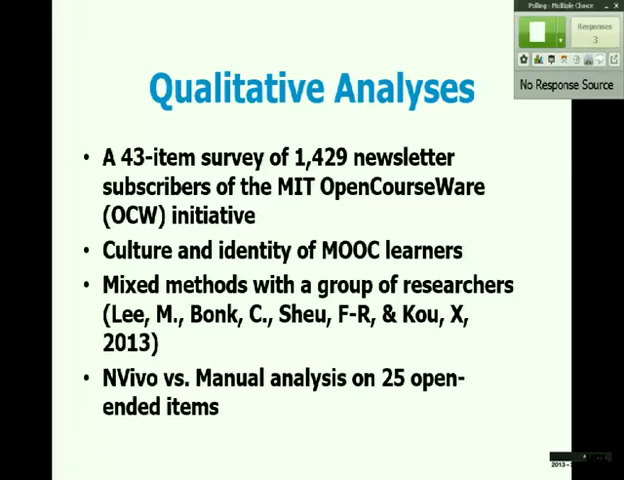 Polling - Multiple Choice
Responses
3
No Response Source
Qualitative Analyses
• A 43-item survey of 1,429 newsletter
subscribers of the MIT OpenCourseWare
(OCW) initiative
• Culture and identity of MOOC learners
• Mixed methods with a group of researchers
(Lee, M., Bonk, C., Sheu, F-R, & Kou, X,
2013)
• NVivo vs. Manual analysis on 25 open-
ended items